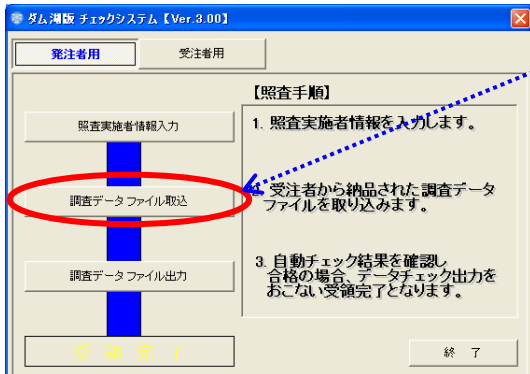 ダム湖版 チェックシステム【Ver.3.00】
発注者用
受注者用
【照査手順】
照査実施者情報入力
1. 照査実施者情報を入力します。
調査データファイル取込
2. 受注者から納品された調査データ
ファイルを取り込みます。
調査データファイル出力
3. 自動チェック結果を確認し
合格の場合、データチェック出力を
おこない受領完了となります。
受 領 完 了
終 了